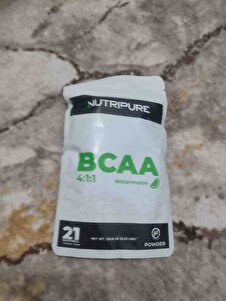 NUTRIPURE
BCAA
4:1:1
Watermelon
21
POWDER